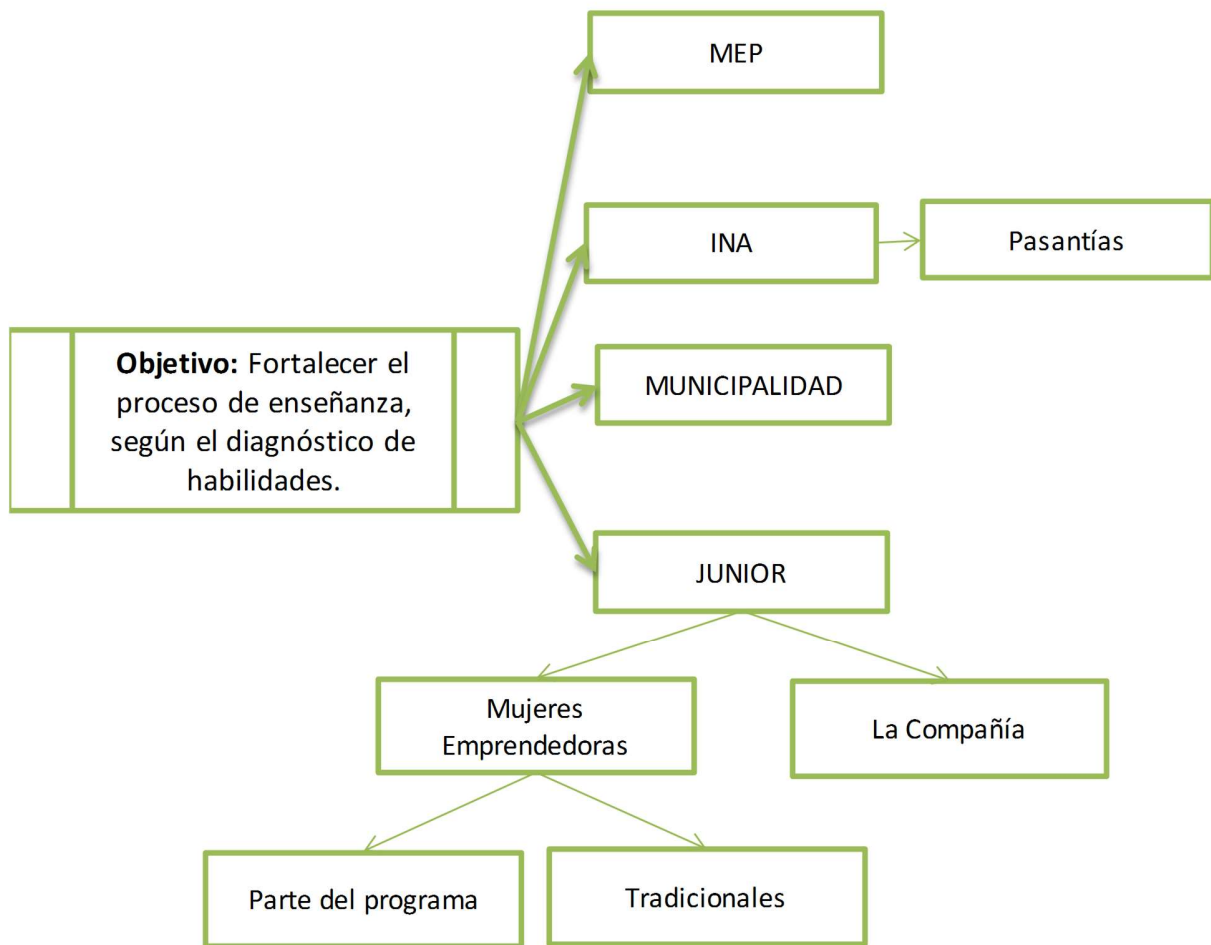 MEP
INA
Pasantías
Objetivo: Fortalecer el
proceso de enseñanza,
según el diagnóstico de
habilidades.
MUNICIPALIDAD
JUNIOR
Mujeres
Emprendedoras
La Compañía
Parte del programa
Tradicionales